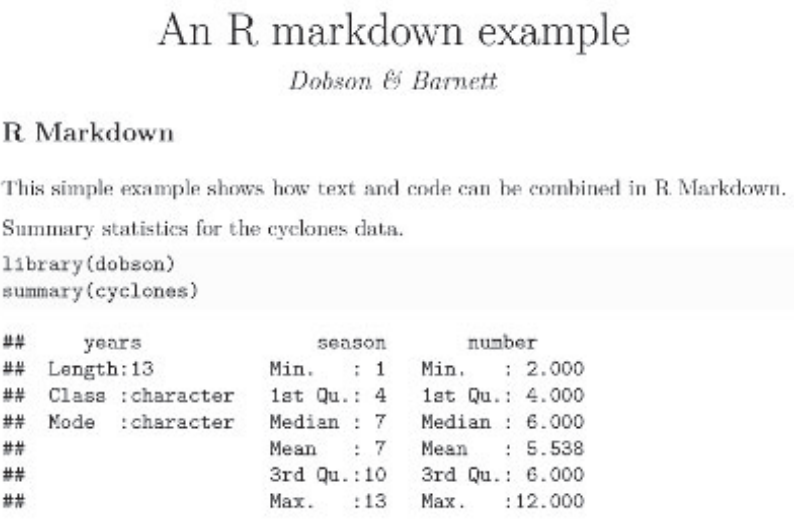 An R markdown example
Dobson & Barnett
R Markdown
This simple example shows how text and code can be combined in R Markdown.
Summary statistics for the cyclones data.
library(dobson)
summary(cyclones)
##     years               season       number
##  Length:13          Min.   : 1   Min.   : 2.000
##  Class :character   1st Qu.: 4   1st Qu.: 4.000
##  Mode  :character   Median : 7   Median : 6.000
##                     Mean   : 7   Mean   : 5.538
##                     3rd Qu.:10   3rd Qu.: 6.000
##                     Max.   :13   Max.   :12.000